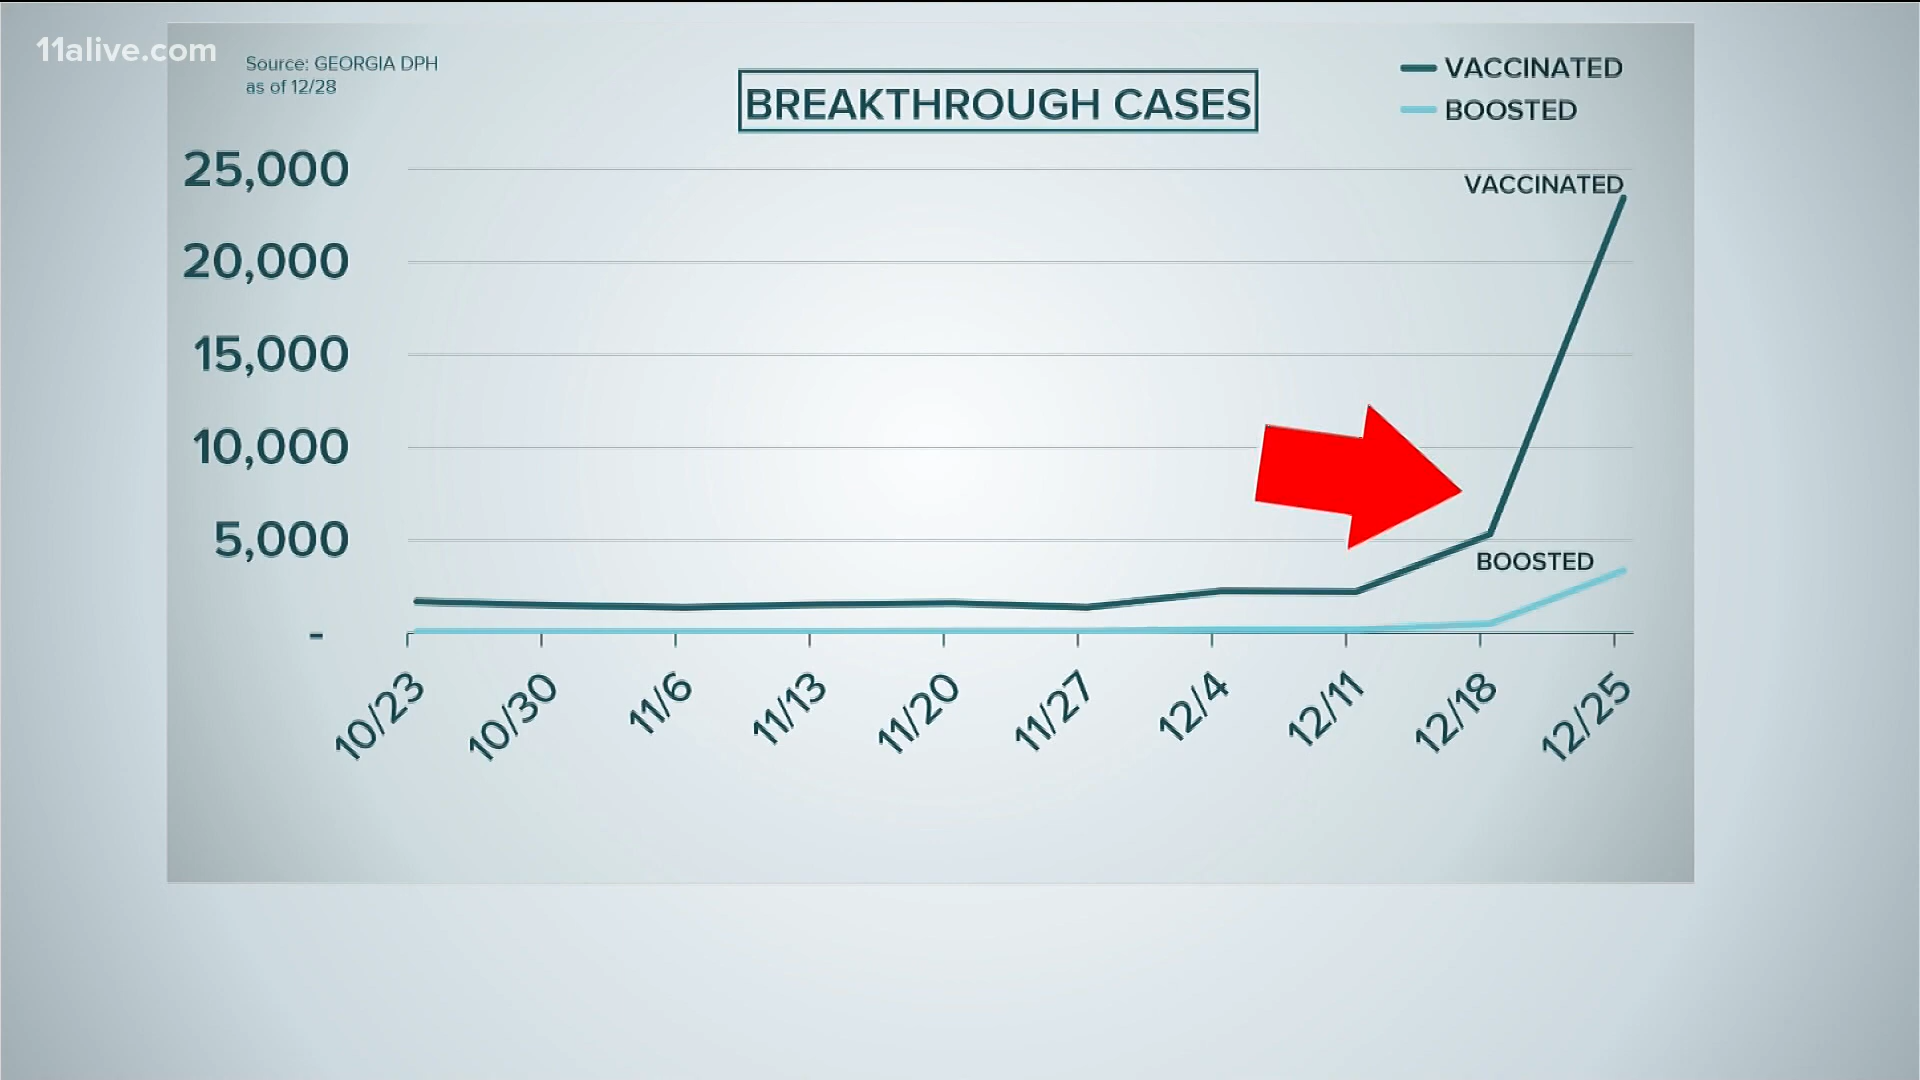 11alive.com
Source: GEORGIA DPH
as of 12/28
BREAKTHROUGH CASES
VACCINATED
BOOSTED
25,000
20,000
15,000
10,000
5,000
-
VACCINATED
BOOSTED
10/23
10/30
11/6
11/13
11/20
11/27
12/4
12/11
12/18
12/25